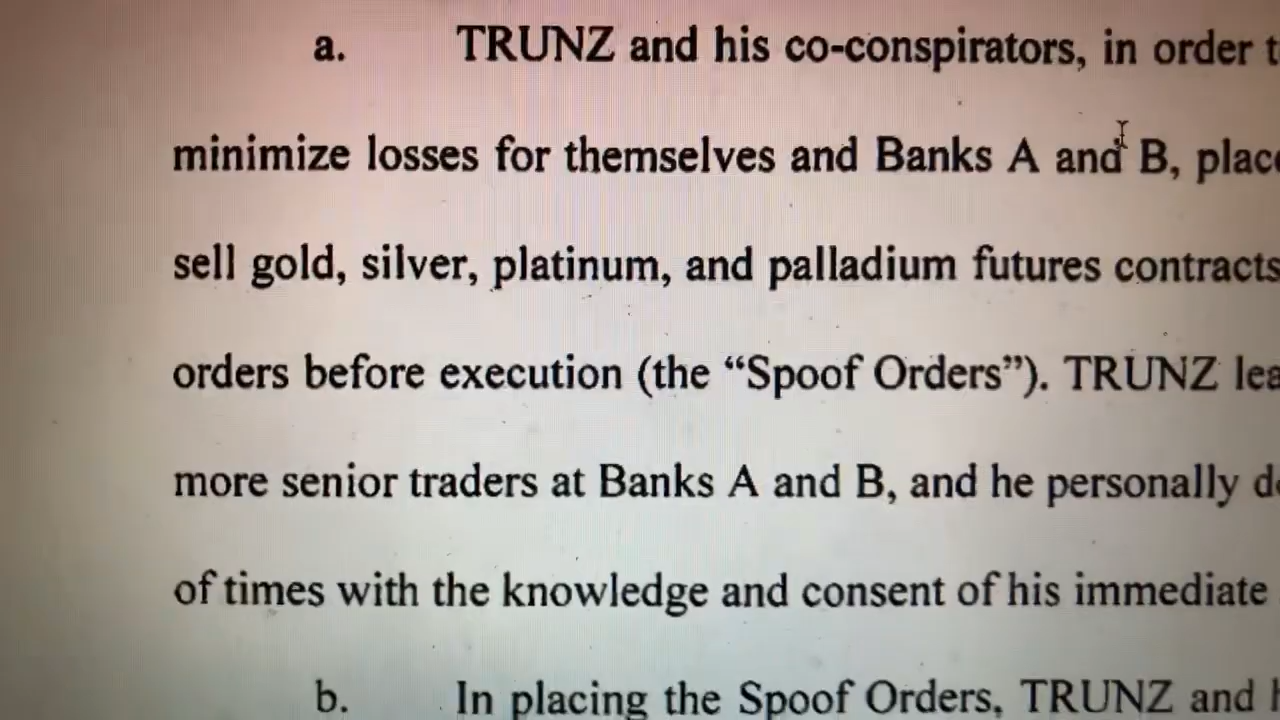 a. TRUNZ and his co-conspirators, in order
minimize losses for themselves and Banks A and B,
sell gold, silver, platinum, and palladium futures contracts
orders before execution (the “Spoof Orders”). TRUNZ
more senior traders at Banks A and B, and he personally
of times with the knowledge and consent of his immediate
b. In placing the Spoof Orders, TRUNZ and